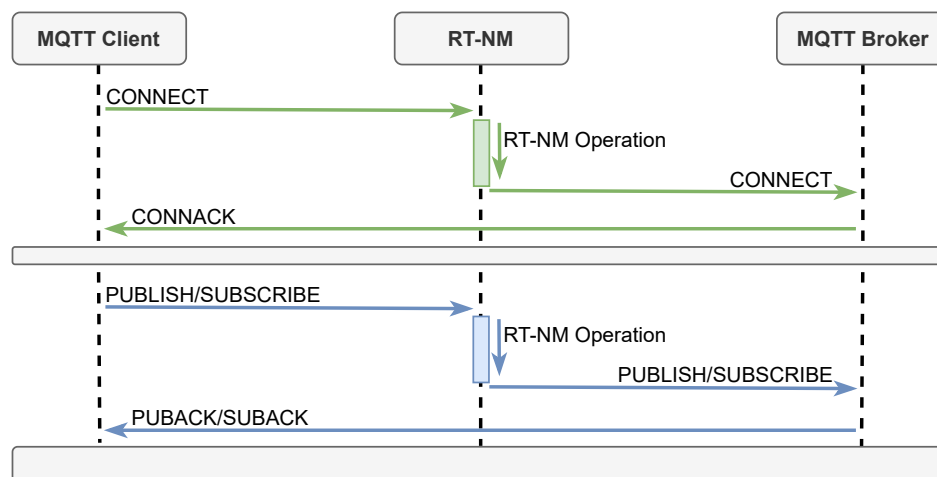 MQTT Client
RT-NM
MQTT Broker
CONNECT
RT-NM Operation
CONNECT
CONNACK
PUBLISH/SUBSCRIBE
RT-NM Operation
PUBLISH/SUBSCRIBE
PUBACK/SUBACK